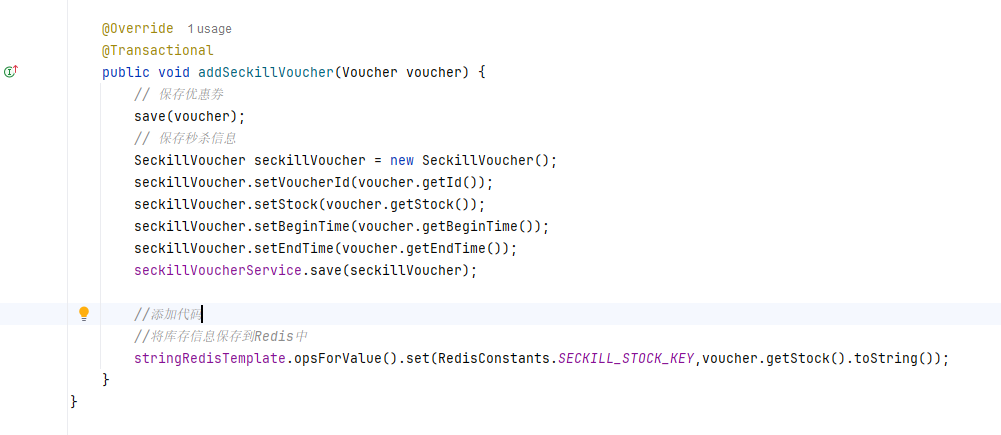 @Override 1 usage
@Transactional
public void addSeckillVoucher(Voucher voucher) {
// 保存优惠券
save(voucher);
// 保存秒杀信息
SeckillVoucher seckillVoucher = new SeckillVoucher();
seckillVoucher.setVoucherId(voucher.getId());
seckillVoucher.setStock(voucher.getStock());
seckillVoucher.setBeginTime(voucher.getBeginTime());
seckillVoucher.setEndTime(voucher.getEndTime());
seckillVoucherService.save(seckillVoucher);
//添加代码
//将库存信息保存到Redis中
stringRedisTemplate.opsForValue().set(RedisConstants.SECKILL_STOCK_KEY,voucher.getStock().toString());
}
}